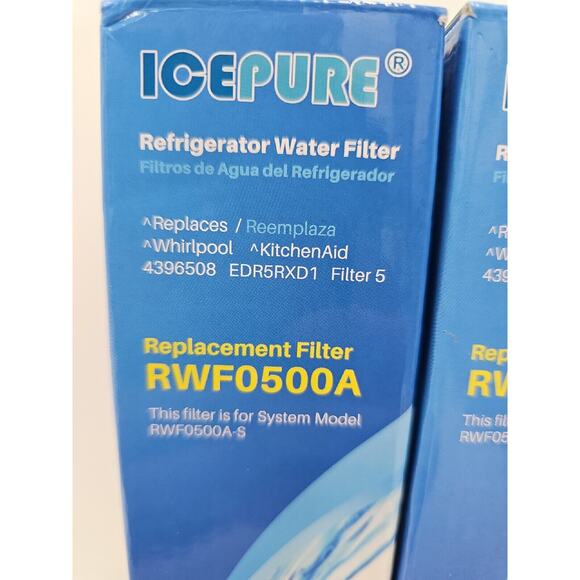 ICEPURE®
Refrigerator Water Filter
Filtros de Agua del Refrigerador
^Replaces / Reemplaza
^Whirlpool ^KitchenAid
4396508 EDR5RXD1 Filter 5
Replacement Filter
RWF0500A
This filter is for System Model
RWF0500A-S